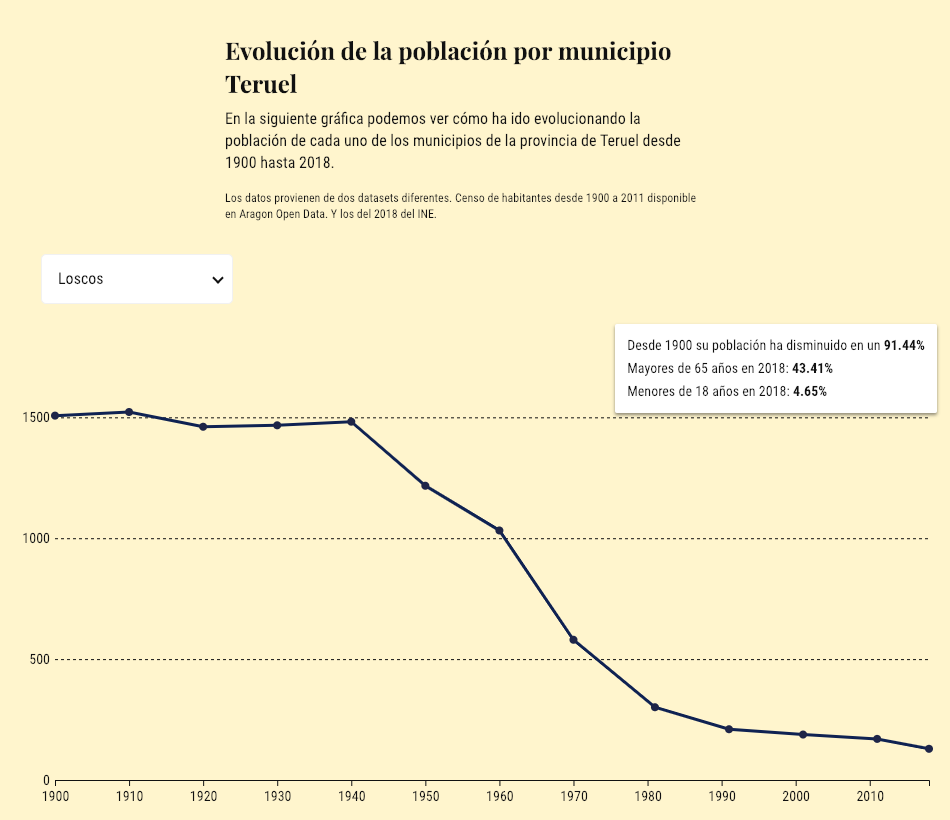 Evolución de la población por municipio
Teruel
En la siguiente gráfica podemos ver cómo ha ido evolucionando la
población de cada uno de los municipios de la provincia de Teruel desde
1900 hasta 2018.
Los datos provienen de dos datasets diferentes. Censo de habitantes desde 1900 a 2011 disponible
en Aragon Open Data. Y los del 2018 del INE.
Loscos
Desde 1900 su población ha disminuido en un 91.44%
Mayores de 65 años en 2018: 43.41%
Menores de 18 años en 2018: 4.65%
1500
1000
500
0
1900 1910 1920 1930 1940 1950 1960 1970 1980 1990 2000 2010